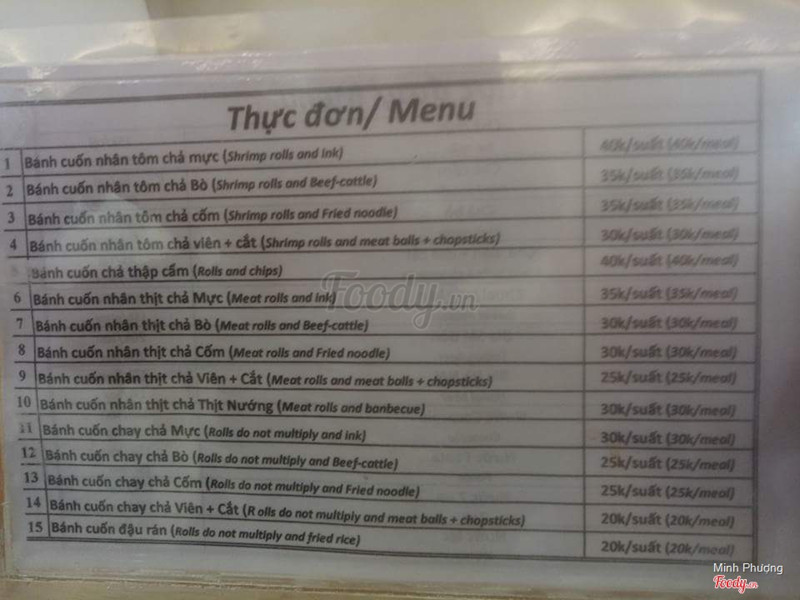 Thực đơn/ Menu
1 Bánh cuốn nhân tôm chả mực (Shrimp rolls and ink) 40k/suất (40k/meal)
2 Bánh cuốn nhân tôm chả Bò (Shrimp rolls and Beef-cattle) 35k/suất (35k/meal)
3 Bánh cuốn nhân tôm chả cốm (Shrimp rolls and Fried noodle) 35k/suất (35k/meal)
4 Bánh cuốn nhân tôm chả viên + cắt (Shrimp rolls and meat balls + chopsticks) 30k/suất (30k/meal)
5 Bánh cuốn chả thập cẩm (Rolls and chips) 40k/suất (40k/meal)
6 Bánh cuốn nhân thịt chả Mực (Meat rolls and ink) 35k/suất (35k/meal)
7 Bánh cuốn nhân thịt chả Bò (Meat rolls and Beef-cattle) 30k/suất (30k/meal)
8 Bánh cuốn nhân thịt chả Cốm (Meat rolls and Fried noodle) 30k/suất (30k/meal)
9 Bánh cuốn nhân thịt chả Viên + Cắt (Meat rolls and meat balls + chopsticks) 25k/suất (25k/meal)
10 Bánh cuốn nhân thịt chả Thịt Nướng (Meat rolls and banbecue) 30k/suất (30k/meal)
11 Bánh cuốn chay chả Mực (Rolls do not multiply and ink) 30k/suất (30k/meal)
12 Bánh cuốn chay chả Bò (Rolls do not multiply and Beef-cattle) 25k/suất (25k/meal)
13 Bánh cuốn chay chả Cốm (Rolls do not multiply and Fried noodle) 25k/suất (25k/meal)
14 Bánh cuốn chay chả Viên + Cắt (R olls do not multiply and meat balls + chopsticks) 20k/suất (20k/meal)
15 Bánh cuốn đậu rán (Rolls do not multiply and fried rice) 20k/suất (20k/meal)
Foody.vn
Minh Phượng
Foody.vn